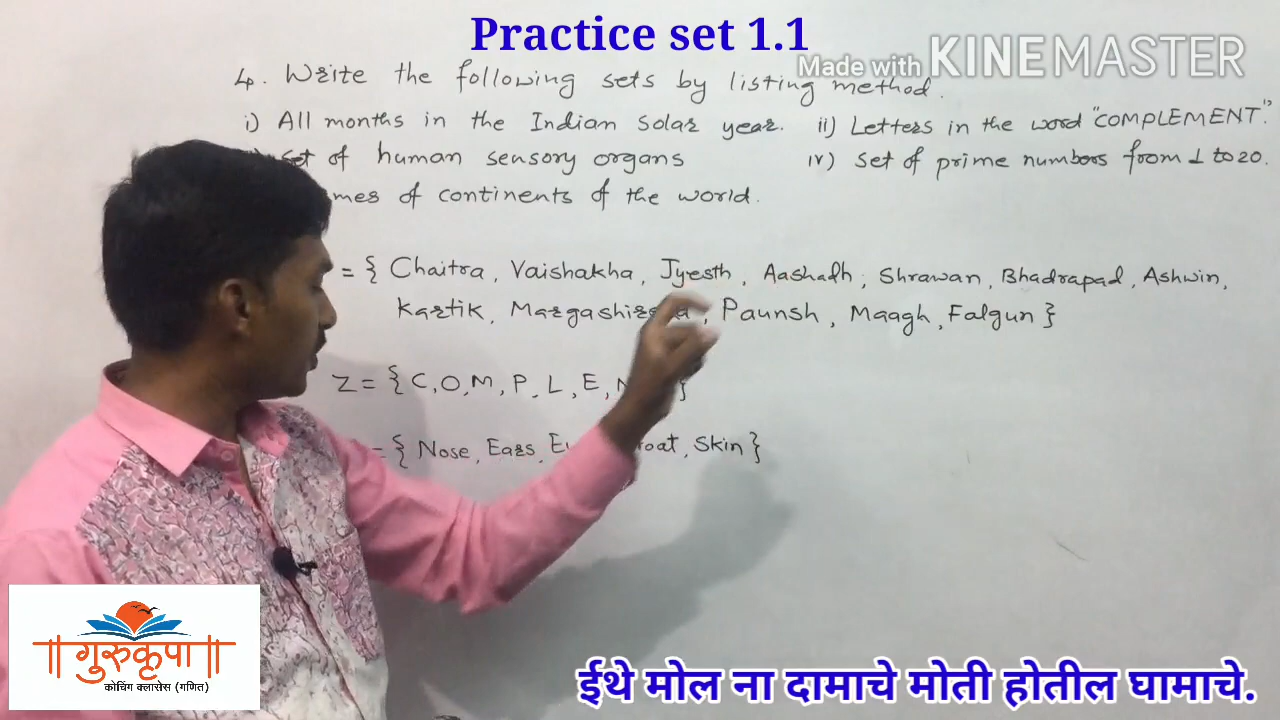 Practice set 1.1
Made with KINEMASTER
4. Write the following sets by listing method.
i) All months in the Indian Solar year. ii) Letters in the word "COMPLEMENT".
set of human sensory organs iv) set of prime numbers from 1 to 20.
of continents of the world.
= { Chaitra, Vaishakha, Jyesth, Aashadh, Shrawan, Bhadrapad, Ashwin,
Kartik, , Paunsh, Maagh, Falgun }
Z = { C, O, M, P, L, E, }
= { Nose, Ears, , Skin }
॥ गुरुकृपा ॥
कोचिंग क्लासेस (गणित)
ईथे मोल ना दामाचे मोती होतील घामाचे.